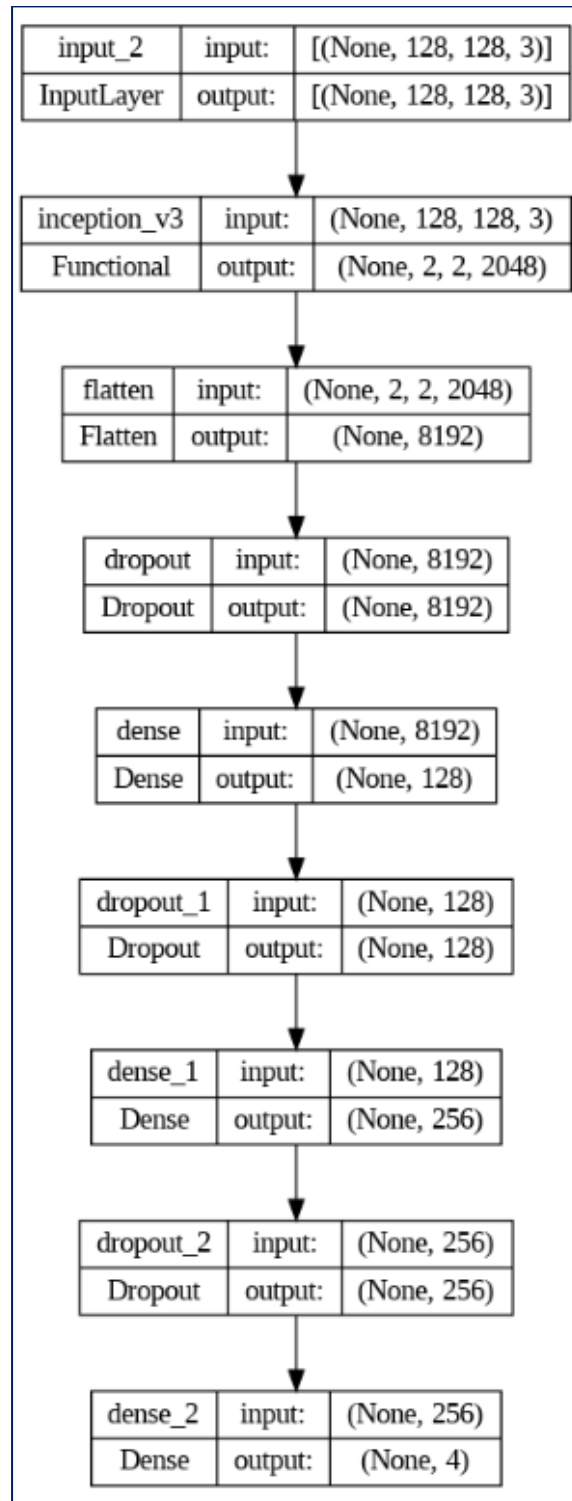 input_2 input: [(None, 128, 128, 3)]
InputLayer output: [(None, 128, 128, 3)]
inception_v3 input: (None, 128, 128, 3)
Functional output: (None, 2, 2, 2048)
flatten input: (None, 2, 2, 2048)
Flatten output: (None, 8192)
dropout input: (None, 8192)
Dropout output: (None, 8192)
dense input: (None, 8192)
Dense output: (None, 128)
dropout_1 input: (None, 128)
Dropout output: (None, 128)
dense_1 input: (None, 128)
Dense output: (None, 256)
dropout_2 input: (None, 256)
Dropout output: (None, 256)
dense_2 input: (None, 256)
Dense output: (None, 4)